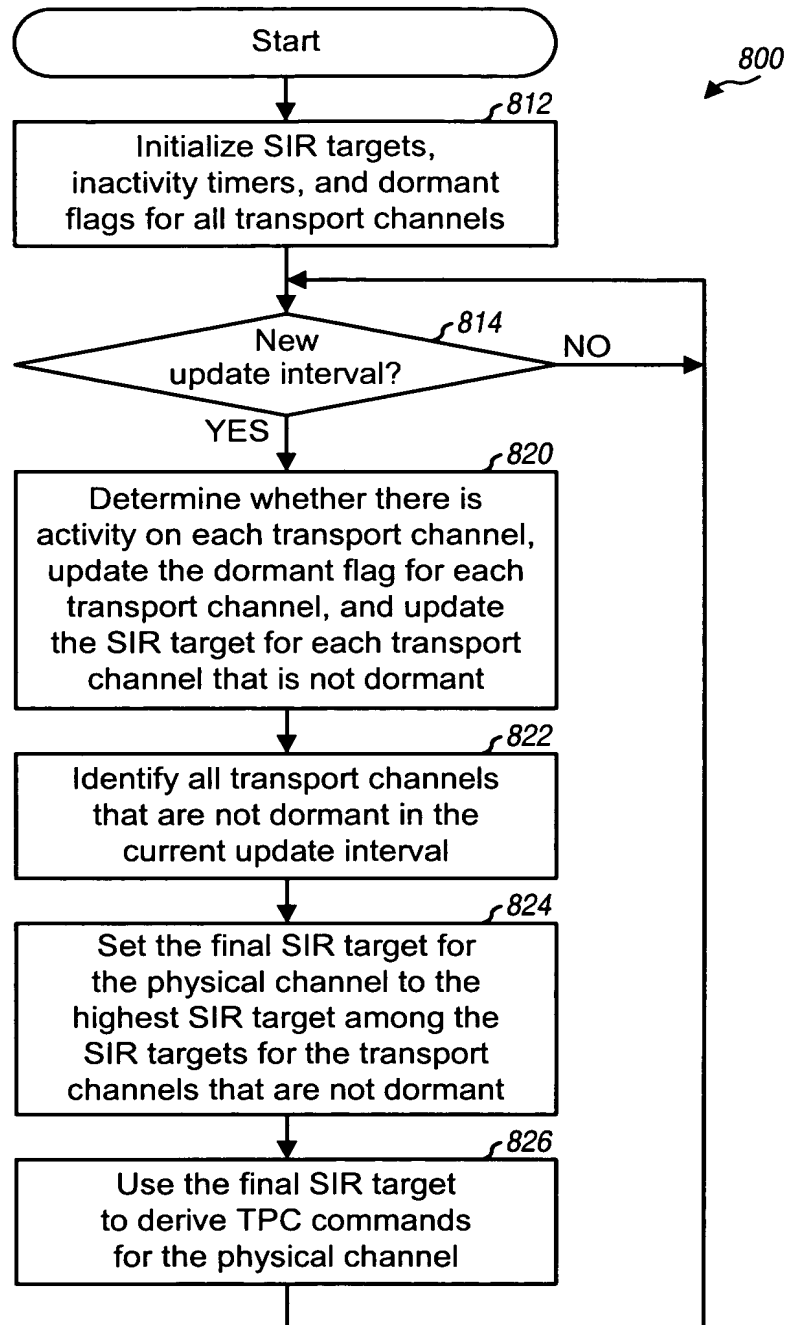 Start
800
812
Initialize SIR targets,
inactivity timers, and dormant
flags for all transport channels
814
New
update interval?
NO
YES
820
Determine whether there is
activity on each transport channel,
update the dormant flag for each
transport channel, and update
the SIR target for each transport
channel that is not dormant
822
Identify all transport channels
that are not dormant in the
current update interval
824
Set the final SIR target for
the physical channel to the
highest SIR target among the
SIR targets for the transport
channels that are not dormant
826
Use the final SIR target
to derive TPC commands
for the physical channel